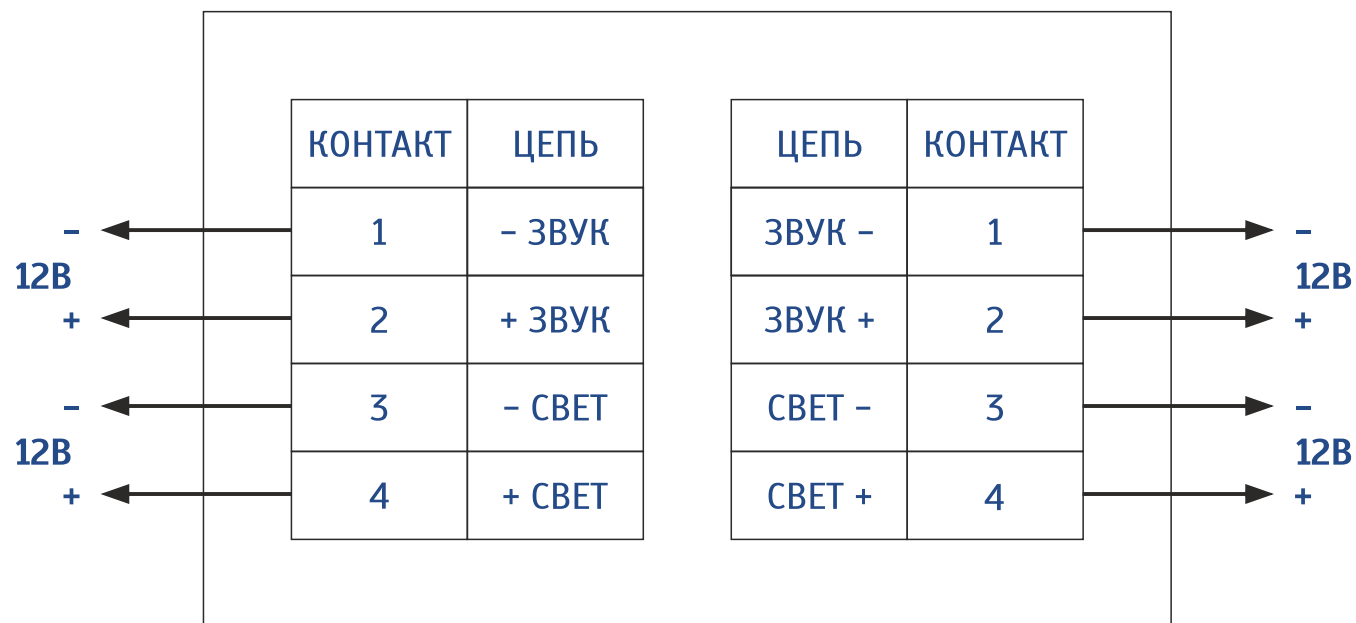 КОНТАКТ ЦЕПЬ ЦЕПЬ КОНТАКТ
– 1 – ЗВУК ЗВУК – 1 –
12В 12В
+ 2 + ЗВУК ЗВУК + 2 +
– 3 – СВЕТ СВЕТ – 3 –
12В 12В
+ 4 + СВЕТ СВЕТ + 4 +